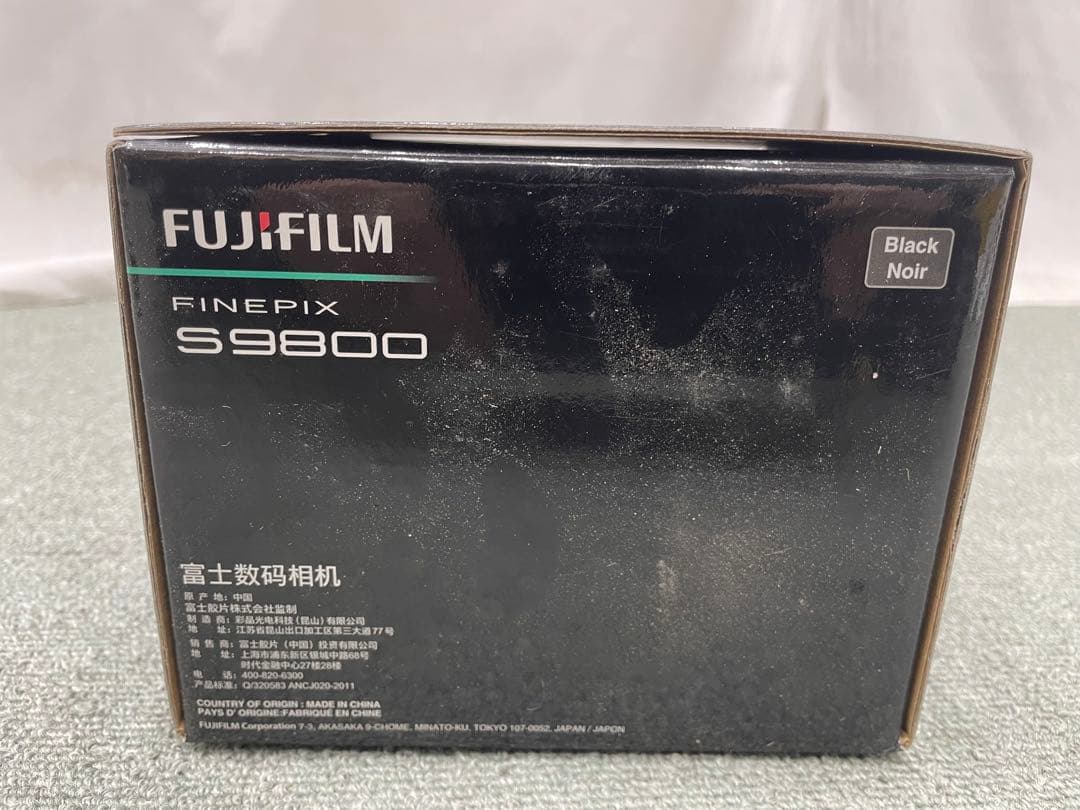 FUJIFILM
Black
Noir
FINEPIX
S9800
富士数码相机
原 产 地: 中国
富士胶片株式会社监制
制 造 商: 彩晶光电科技(昆山)有限公司
地 址: 江苏省昆山出口加工区第三大道77号
销 售 商: 富士胶片(中国)投资有限公司
地 址: 上海市浦东新区银城中路68号
时代金融中心27楼28楼
电 话: 400-820-6300
产品标准: Q/320583 ANCJ020-2011
COUNTRY OF ORIGIN : MADE IN CHINA
PAYS D' ORIGINE:FABRIQUÉ EN CHINE
FUJIFILM Corporation 7-3, AKASAKA 9-CHOME, MINATO-KU, TOKYO 107-0052, JAPAN / JAPON